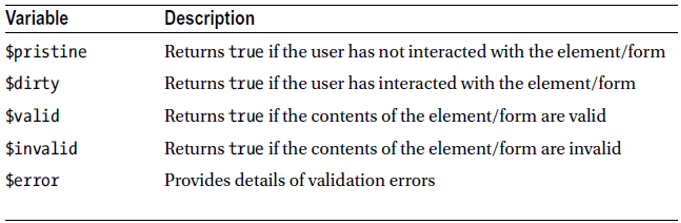 Variable Description
$pristine Returns true if the user has not interacted with the element/form
$dirty Returns true if the user has interacted with the element/form
$valid Returns true if the contents of the element/form are valid
$invalid Returns true if the contents of the element/form are invalid
$error Provides details of validation errors